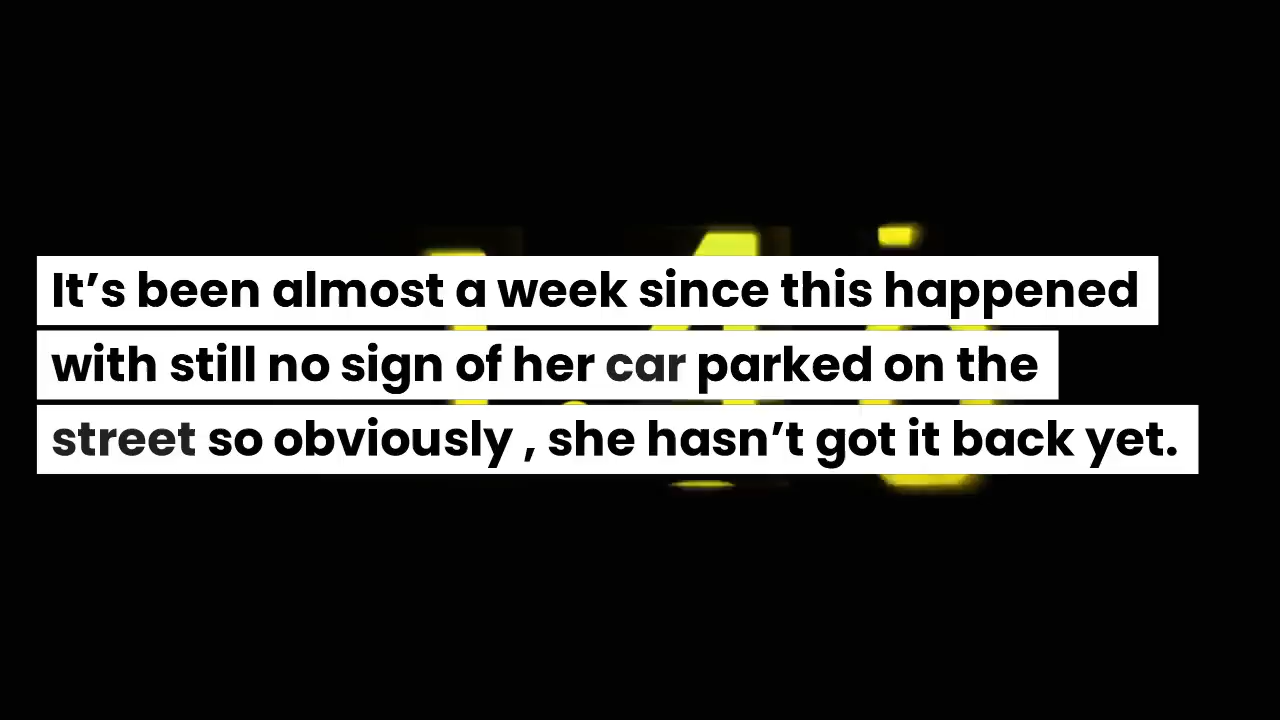 It’s been almost a week since this happened
with still no sign of her car parked on the
street so obviously , she hasn’t got it back yet.